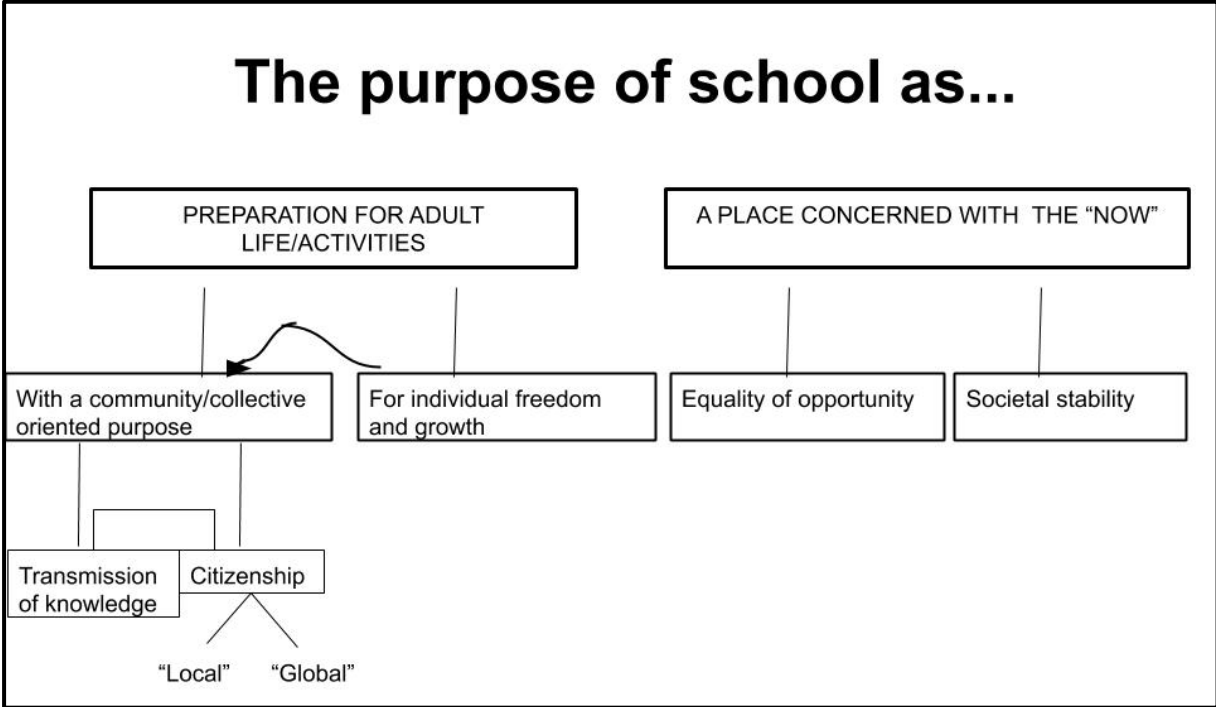 The purpose of school as...
PREPARATION FOR ADULT
LIFE/ACTIVITIES
A PLACE CONCERNED WITH THE “NOW”
With a community/collective
oriented purpose
For individual freedom
and growth
Equality of opportunity
Societal stability
Transmission
of knowledge
Citizenship
“Local”
“Global”